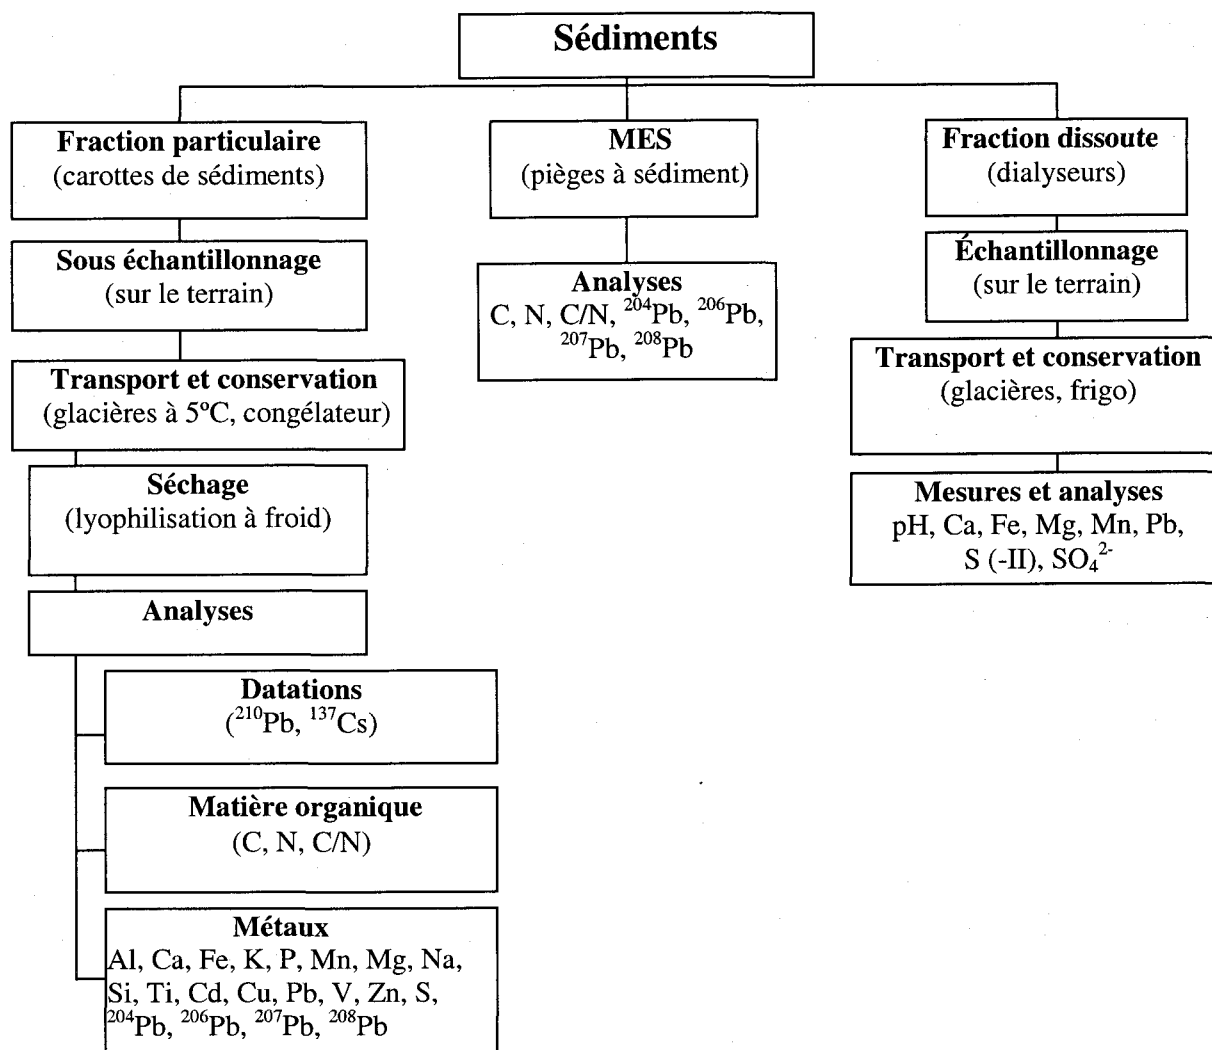 Sédiments
Fraction particulaire
(carottes de sédiments)
Sous échantillonnage
(sur le terrain)
Transport et conservation
(glacières à 5ºC, congélateur)
Séchage
(lyophilisation à froid)
Analyses
Datations
(²¹⁰Pb, ¹³⁷Cs)
Matière organique
(C, N, C/N)
Métaux
Al, Ca, Fe, K, P, Mn, Mg, Na,
Si, Ti, Cd, Cu, Pb, V, Zn, S,
²⁰⁴Pb, ²⁰⁶Pb, ²⁰⁷Pb, ²⁰⁸Pb
MES
(pièges à sédiment)
Analyses
C, N, C/N, ²⁰⁴Pb, ²⁰⁶Pb,
²⁰⁷Pb, ²⁰⁸Pb
Fraction dissoute
(dialyseurs)
Échantillonnage
(sur le terrain)
Transport et conservation
(glacières, frigo)
Mesures et analyses
pH, Ca, Fe, Mg, Mn, Pb,
S (-II), SO₄²⁻